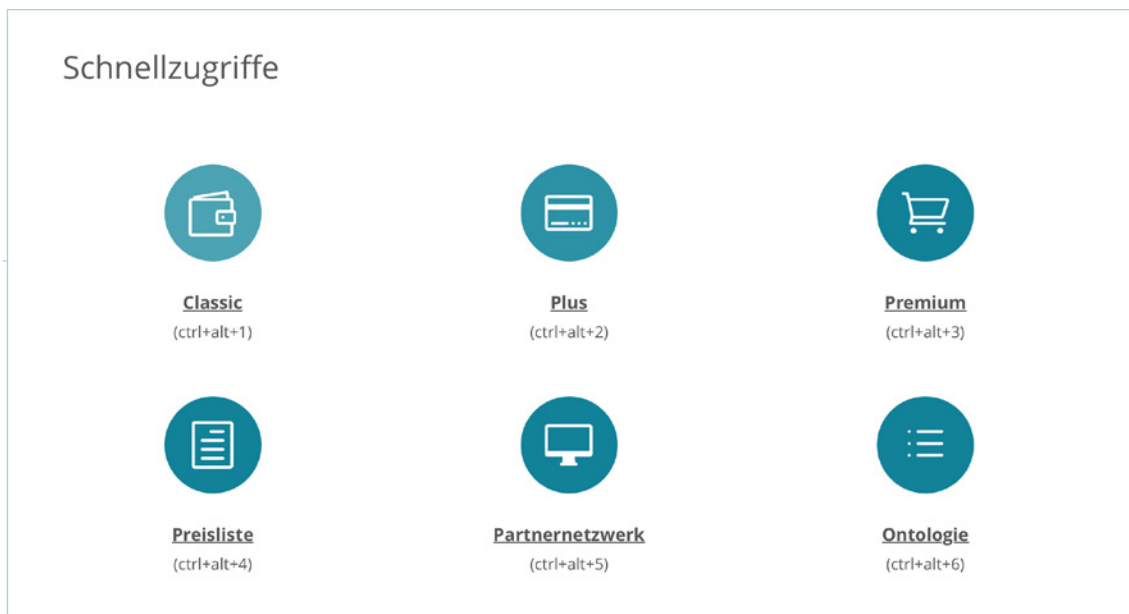 Schnellzugriffe
Classic
(ctrl+alt+1)
Plus
(ctrl+alt+2)
Premium
(ctrl+alt+3)
Preisliste
(ctrl+alt+4)
Partnernetzwerk
(ctrl+alt+5)
Ontologie
(ctrl+alt+6)